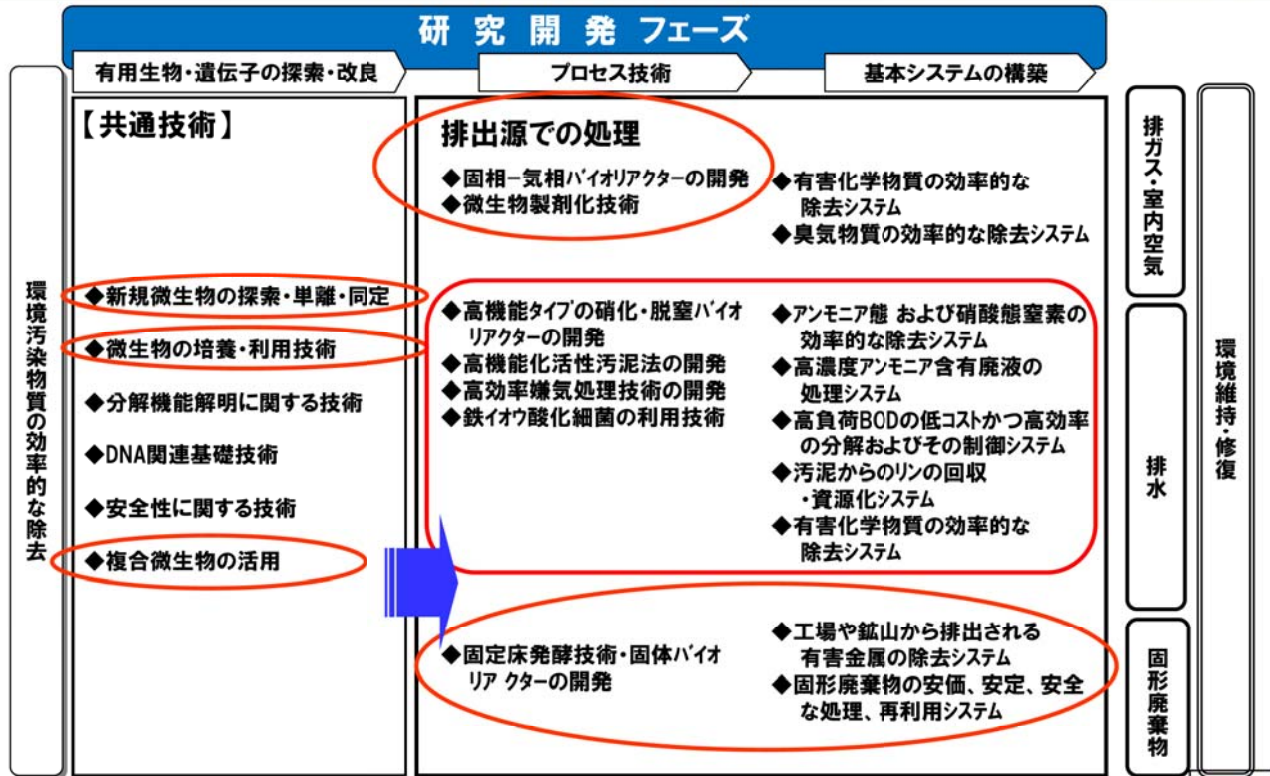 研究開発フェーズ
有用生物・遺伝子の探索・改良
プロセス技術
基本システムの構築
環境汚染物質の効率的な除去
【共通技術】
◆新規微生物の探索・単離・同定
◆微生物の培養・利用技術
◆分解機能解明に関する技術
◆DNA関連基礎技術
◆安全性に関する技術
◆複合微生物の活用
排出源での処理
◆固相－気相バイオリアクターの開発
◆微生物製剤化技術
◆有害化学物質の効率的な
除去システム
◆臭気物質の効率的な除去システム
◆高機能タイプの硝化・脱窒バイオ
リアクターの開発
◆高機能化活性汚泥法の開発
◆高効率嫌気処理技術の開発
◆鉄イオウ酸化細菌の利用技術
◆アンモニア態 および硝酸態窒素の
効率的な除去システム
◆高濃度アンモニア含有廃液の
処理システム
◆高負荷BODの低コストかつ高効率
の分解およびその制御システム
◆汚泥からのリンの回収
・資源化システム
◆有害化学物質の効率的な
除去システム
◆固定床発酵技術・固体バイオ
リア クターの開発
◆工場や鉱山から排出される
有害金属の除去システム
◆固形廃棄物の安価、安定、安全
な処理、再利用システム
排ガス・室内空気
排水
固形廃棄物
環境維持・修復